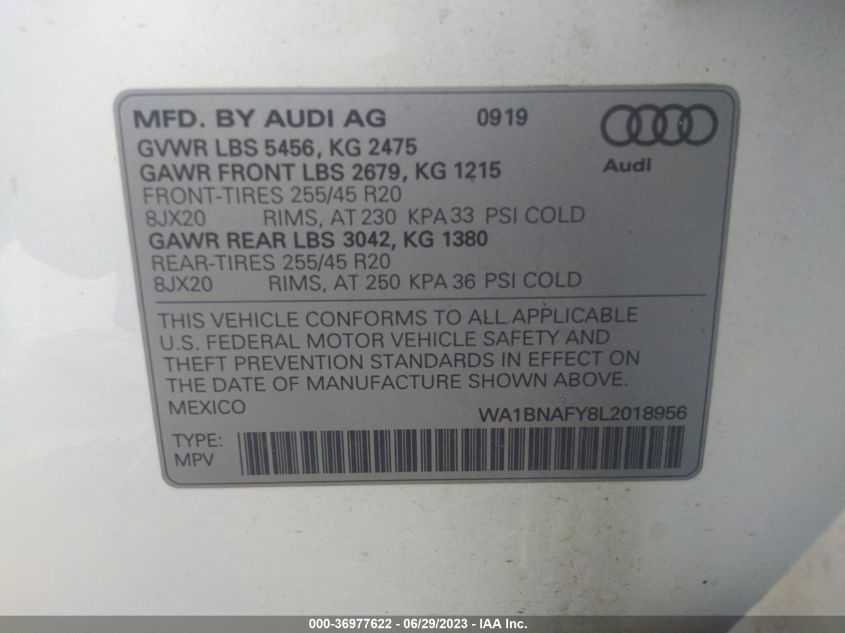 MFD. BY AUDI AG 0919
Audi
GVWR LBS 5456, KG 2475
GAWR FRONT LBS 2679, KG 1215
FRONT-TIRES 255/45 R20
8JX20 RIMS, AT 230 KPA 33 PSI COLD
GAWR REAR LBS 3042, KG 1380
REAR-TIRES 255/45 R20
8JX20 RIMS, AT 250 KPA 36 PSI COLD
THIS VEHICLE CONFORMS TO ALL APPLICABLE
U.S. FEDERAL MOTOR VEHICLE SAFETY AND
THEFT PREVENTION STANDARDS IN EFFECT ON
THE DATE OF MANUFACTURE SHOWN ABOVE.
MEXICO WA1BNAFY8L2018956
TYPE:
MPV
000-36977622 - 06/29/2023 - IAA Inc.